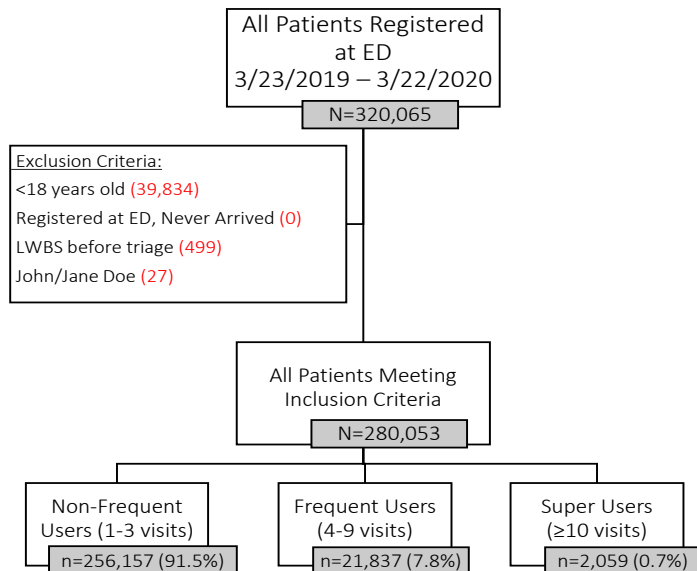 All Patients Registered
at ED
3/23/2019 – 3/22/2020
N=320,065
Exclusion Criteria:
<18 years old (39,834)
Registered at ED, Never Arrived (0)
LWBS before triage (499)
John/Jane Doe (27)
All Patients Meeting
Inclusion Criteria
N=280,053
Non-Frequent
Users (1-3 visits)
n=256,157 (91.5%)
Frequent Users
(4-9 visits)
n=21,837 (7.8%)
Super Users
(≥10 visits)
n=2,059 (0.7%)